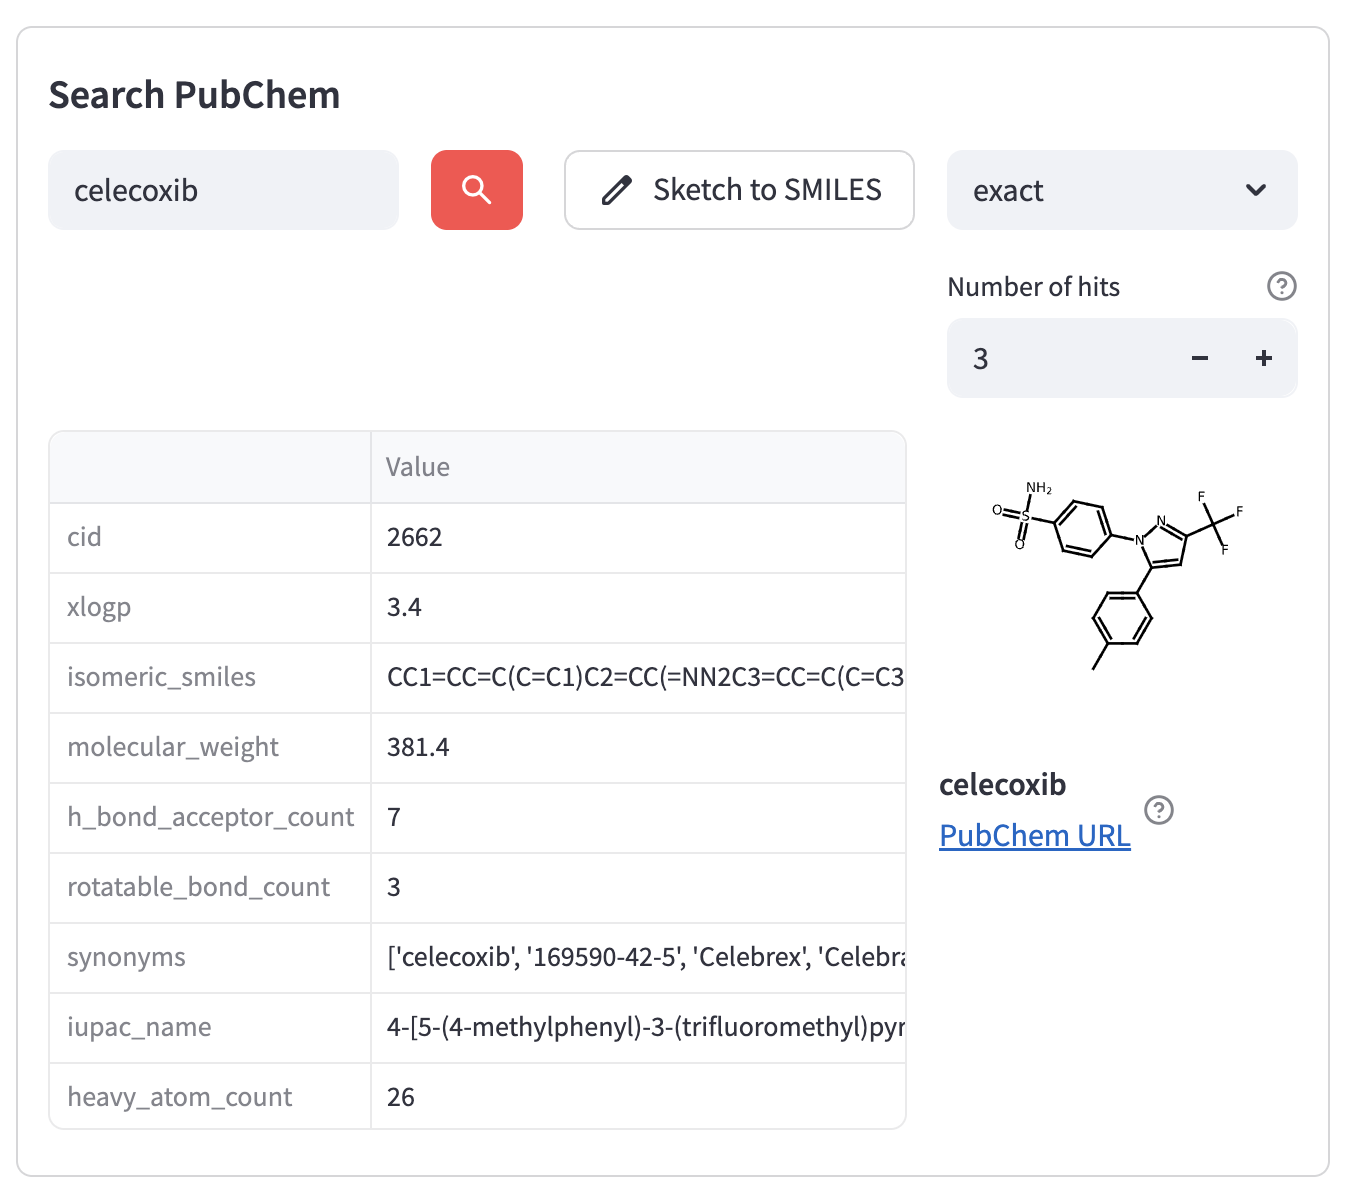 Search PubChem
celecoxib
Sketch to SMILES
exact
Number of hits
3
Value
cid 2662
xlogp 3.4
isomeric_smiles CC1=CC=C(C=C1)C2=CC(=NN2C3=CC=C(C=C3
molecular_weight 381.4
h_bond_acceptor_count 7
rotatable_bond_count 3
synonyms ['celecoxib', '169590-42-5', 'Celebrex', 'Celebra
iupac_name 4-[5-(4-methylphenyl)-3-(trifluoromethyl)pyr
heavy_atom_count 26
NH₂ F
O S N F
O N F
celecoxib
PubChem URL